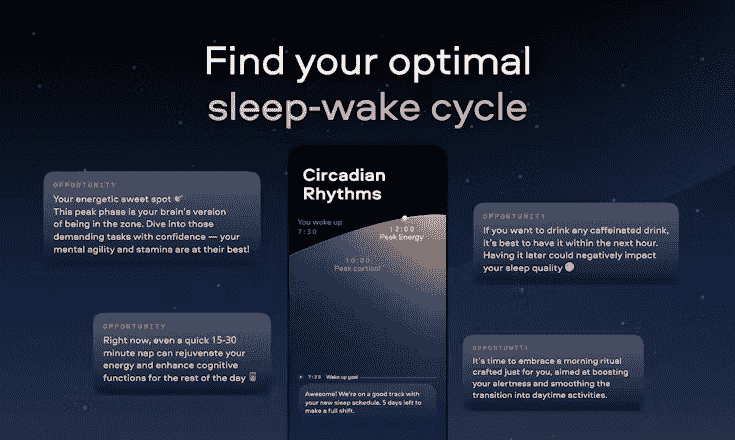 Find your optimal
sleep-wake cycle
OPPORTUNITY
Your energetic sweet spot
This peak phase is your brain's version
of being in the zone. Dive into those
demanding tasks with confidence — your
mental agility and stamina are at their best!
OPPORTUNITY
Right now, even a quick 15-30
minute nap can rejuvenate your
energy and enhance cognitive
functions for the rest of the day
Circadian
Rhythms
You wake up
7:30
12:00
Peak Energy
10:00
Peak cortisol
7:30 Wake up goal
Awesome! We're on a good track with
your new sleep schedule. 5 days left to
make a full shift.
OPPORTUNITY
If you want to drink any caffeinated drink,
it's best to have it within the next hour.
Having it later could negatively impact
your sleep quality
OPPORTUNITY
It's time to embrace a morning ritual
crafted just for you, aimed at boosting
your alertness and smoothing the
transition into daytime activities.